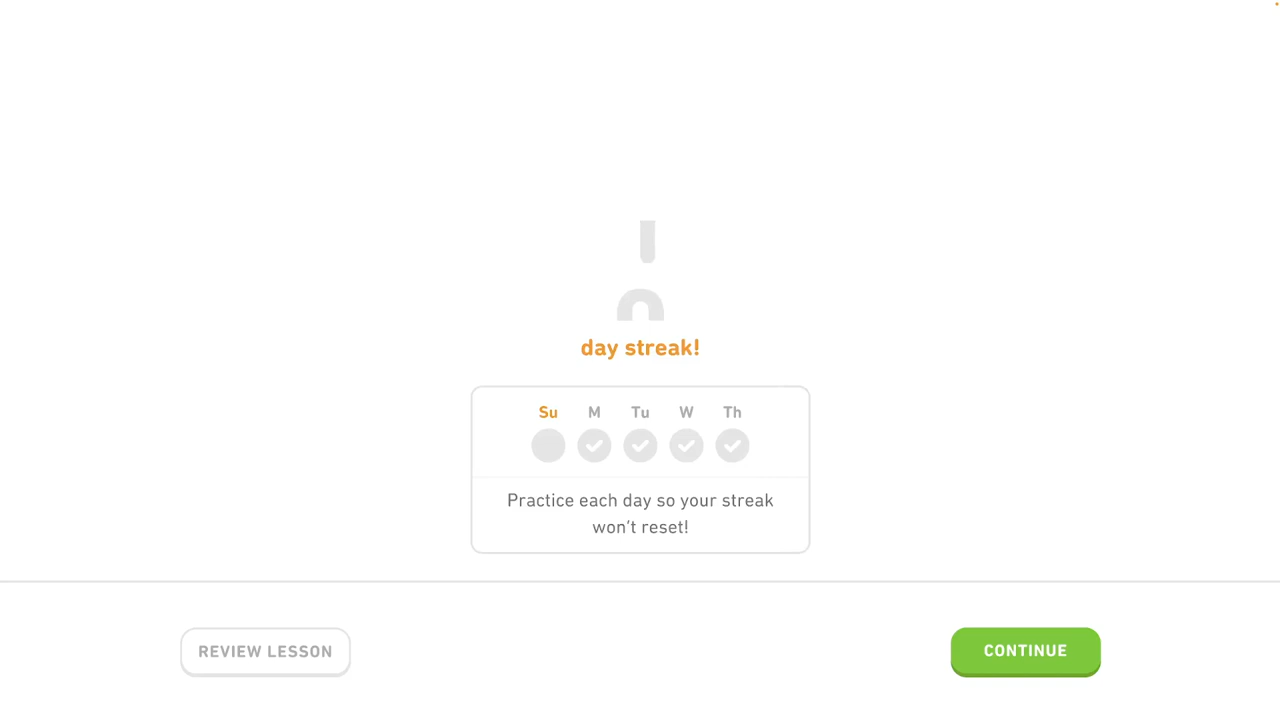 day streak!
Su M Tu W Th
Practice each day so your streak
won't reset!
REVIEW LESSON
CONTINUE